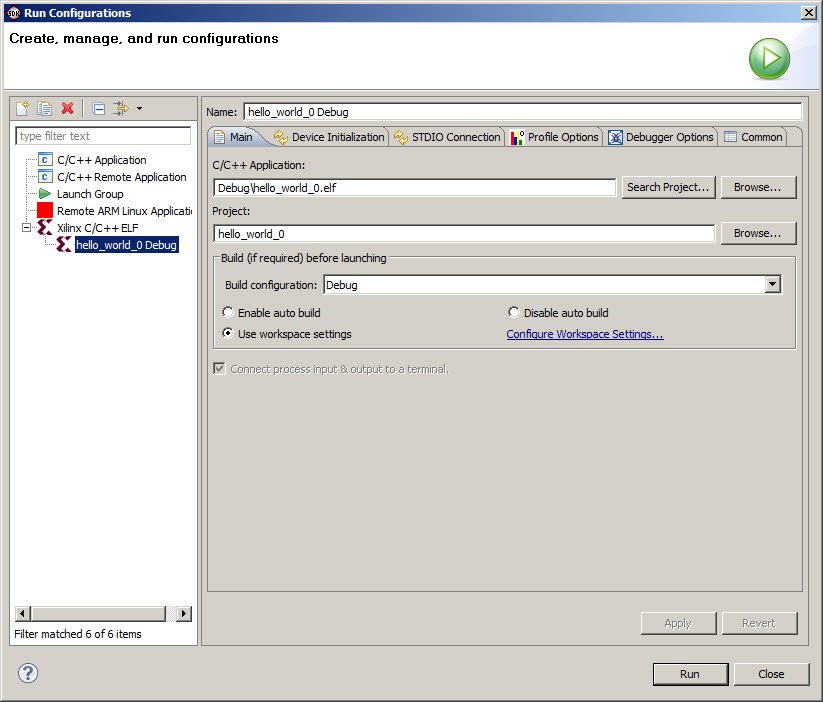 Run Configurations
Create, manage, and run configurations
Name: hello_world_0 Debug
type filter text
C/C++ Application
C/C++ Remote Application
Launch Group
Remote ARM Linux Applicati
Xilinx C/C++ ELF
hello_world_0 Debug
Filter matched 6 of 6 items
Main Device Initialization STDIO Connection Profile Options Debugger Options Common
C/C++ Application:
Debug\hello_world_0.elf Search Project... Browse...
Project:
hello_world_0 Browse...
Build (if required) before launching
Build configuration: Debug
Enable auto build Disable auto build
Use workspace settings Configure Workspace Settings...
Connect process input & output to a terminal.
Apply Revert
? Run Close